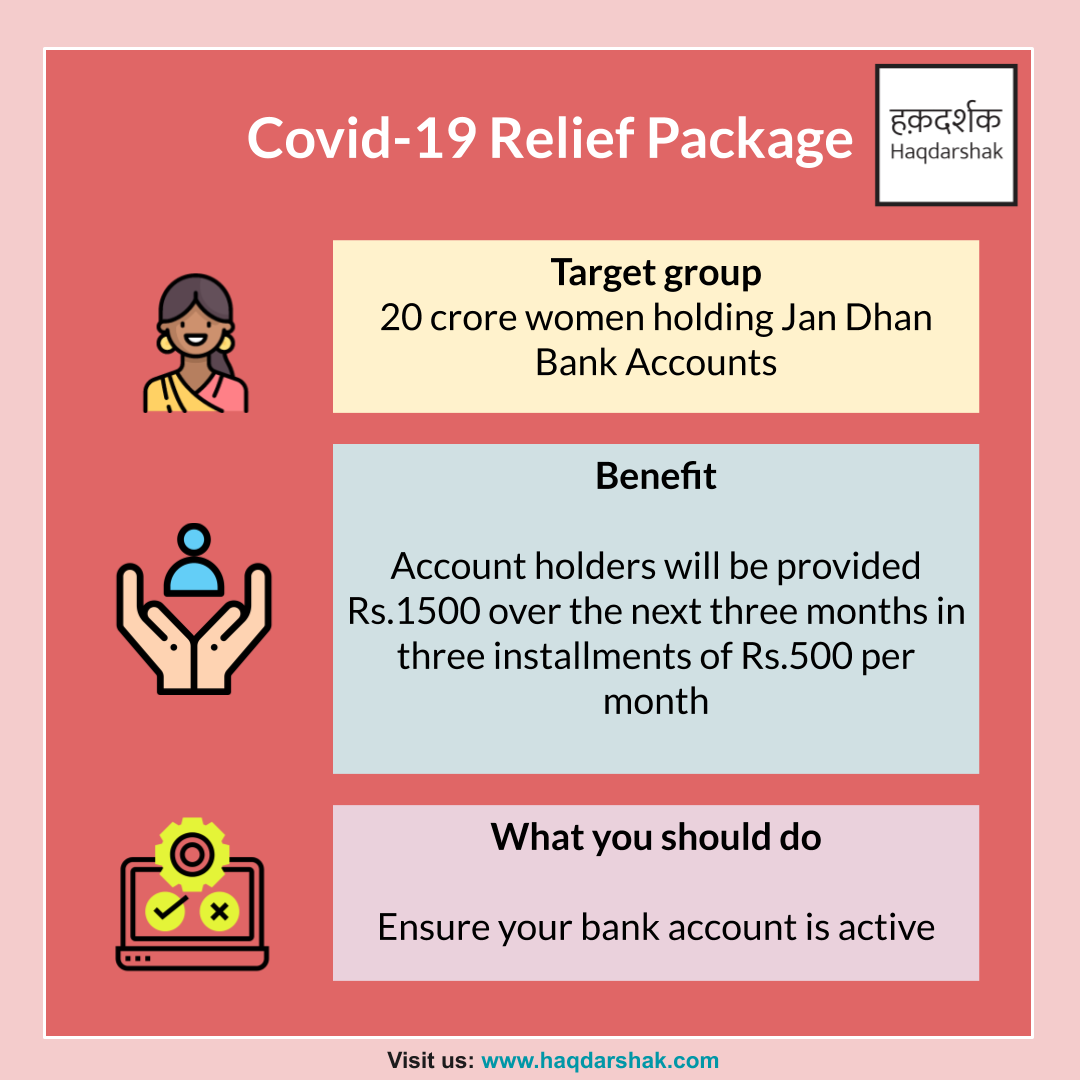 Covid-19 Relief Package
हक़दर्शक
Haqdarshak
Target group
20 crore women holding Jan Dhan
Bank Accounts
Benefit
Account holders will be provided
Rs.1500 over the next three months in
three installments of Rs.500 per
month
What you should do
Ensure your bank account is active
Visit us: www.haqdarshak.com